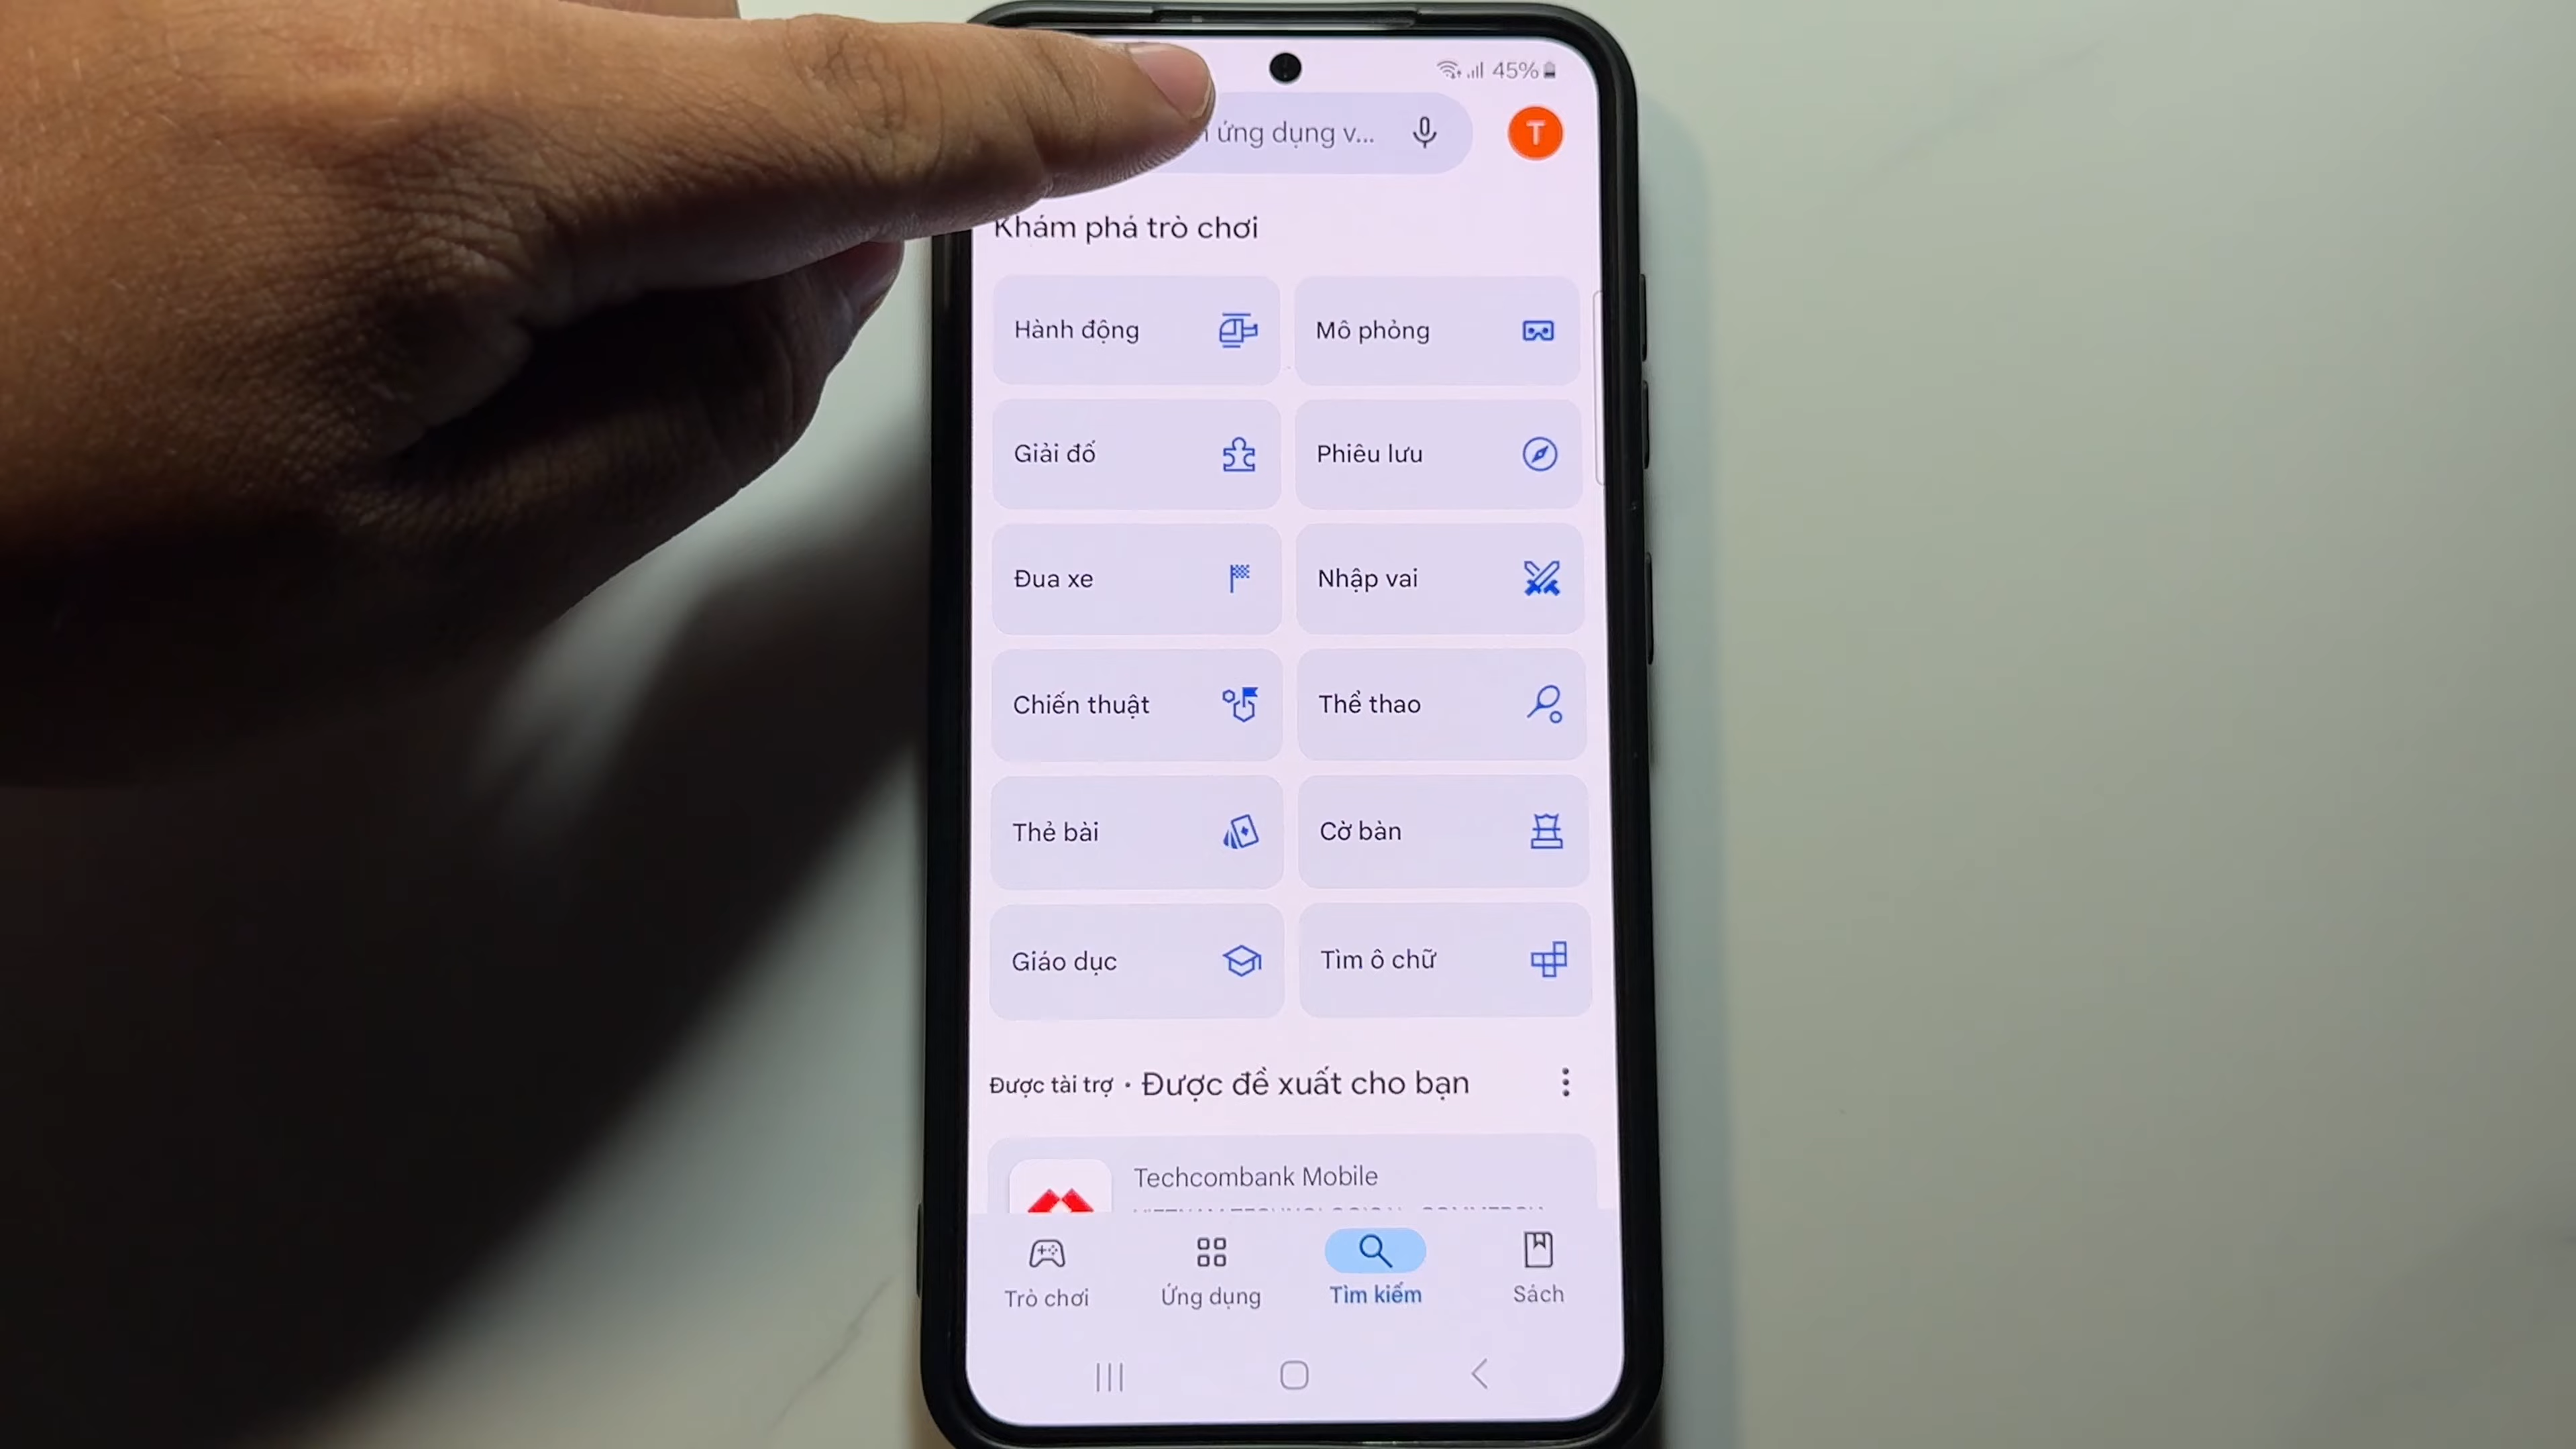 45%
ứng dụng v...
T
Khám phá trò chơi
Hành động
Mô phỏng
Giải đố
Phiêu lưu
Đua xe
Nhập vai
Chiến thuật
Thể thao
Thẻ bài
Cờ bàn
Giáo dục
Tìm ô chữ
Được tài trợ • Được đề xuất cho bạn
Techcombank Mobile
Trò chơi
Ứng dụng
Tìm kiếm
Sách